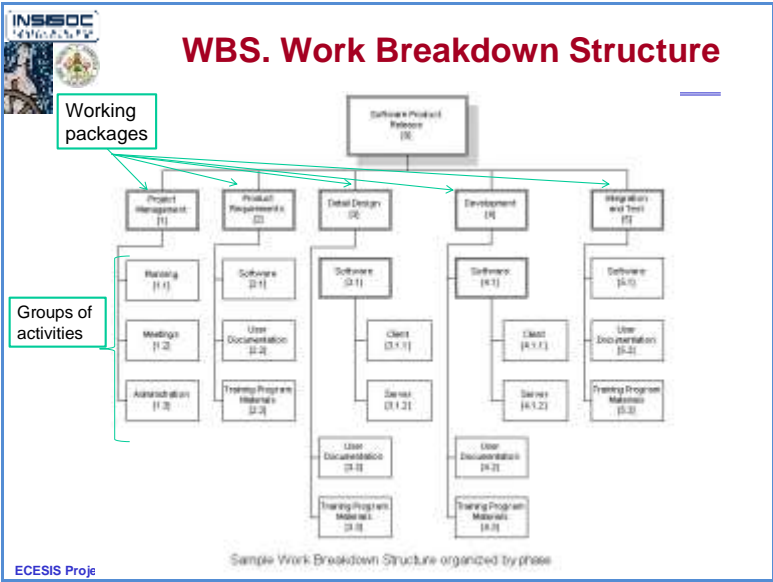 INSISOC
WBS. Work Breakdown Structure
Working
packages
Software Product
Release
[0]
Project
Management
[1]
Product
Requirements
[2]
Detail Design
[3]
Development
[4]
Integration
and Test
[5]
Groups of
activities
Planning
[1.1]
Meetings
[1.2]
Administration
[1.3]
Software
[2.1]
User
Documentation
[2.2]
Training Program
Materials
[2.3]
Software
[3.1]
Client
[3.1.1]
Server
[3.1.2]
User
Documentation
[3.2]
Training Program
Materials
[3.3]
Software
[4.1]
Client
[4.1.1]
Server
[4.1.2]
User
Documentation
[4.2]
Training Program
Materials
[4.3]
Software
[5.1]
User
Documentation
[5.2]
Training Program
Materials
[5.3]
Sample Work Breakdown Structure organized by phase
ECESIS Proje